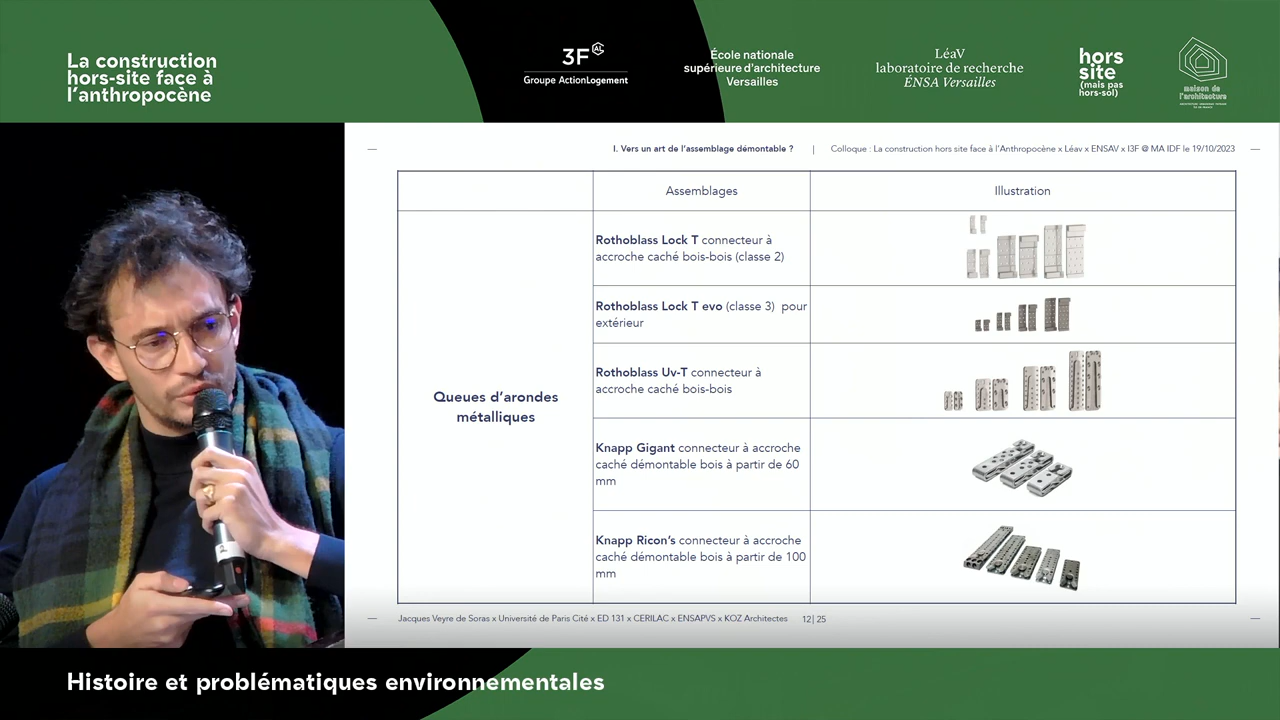 La construction
hors-site face à
l'anthropocène
3F AL
Groupe ActionLogement
École nationale
supérieure d'architecture
Versailles
LéaV
laboratoire de recherche
ÉNSA Versailles
hors
site
(mais pas
hors-sol)
maison de
l'architecture
I. Vers un art de l'assemblage démontable ? | Colloque : La construction hors site face à l'Anthropocène x Léav x ENSAV x I3F @ MA IDF le 19/10/2023
Assemblages
Illustration
Queues d'arondes
métalliques
Rothoblass Lock T connecteur à
accroche caché bois-bois (classe 2)
Rothoblass Lock T evo (classe 3) pour
extérieur
Rothoblass Uv-T connecteur à
accroche caché bois-bois
Knapp Gigant connecteur à accroche
caché démontable bois à partir de 60
mm
Knapp Ricon's connecteur à accroche
caché démontable bois à partir de 100
mm
Jacques Veyre de Soras x Université de Paris Cité x ED 131 x CERILAC x ENSAPVS x KOZ Architectes 12| 25
Histoire et problématiques environnementales